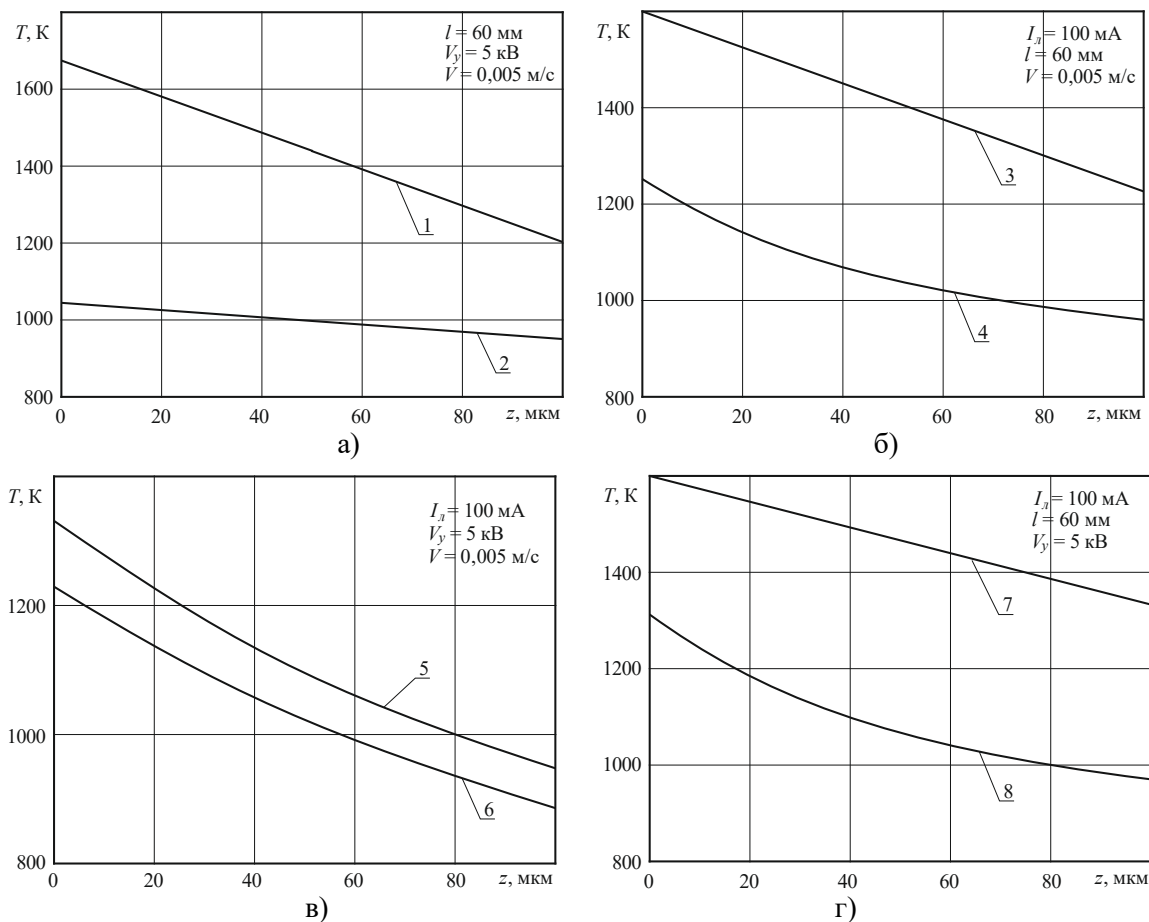 T, К
l = 60 мм
V_y = 5 кВ
V = 0,005 м/с
1600
1400
1200
1000
800
1
2
0
20
40
60
80
z, мкм
а)
T, К
I_л = 100 мА
l = 60 мм
V = 0,005 м/с
1400
1200
1000
800
3
4
0
20
40
60
80
z, мкм
б)
T, К
I_л = 100 мА
V_y = 5 кВ
V = 0,005 м/с
1200
1000
800
5
6
0
20
40
60
80
z, мкм
в)
T, К
I_л = 100 мА
l = 60 мм
V_y = 5 кВ
1400
1200
1000
800
7
8
0
20
40
60
80
z, мкм
г)